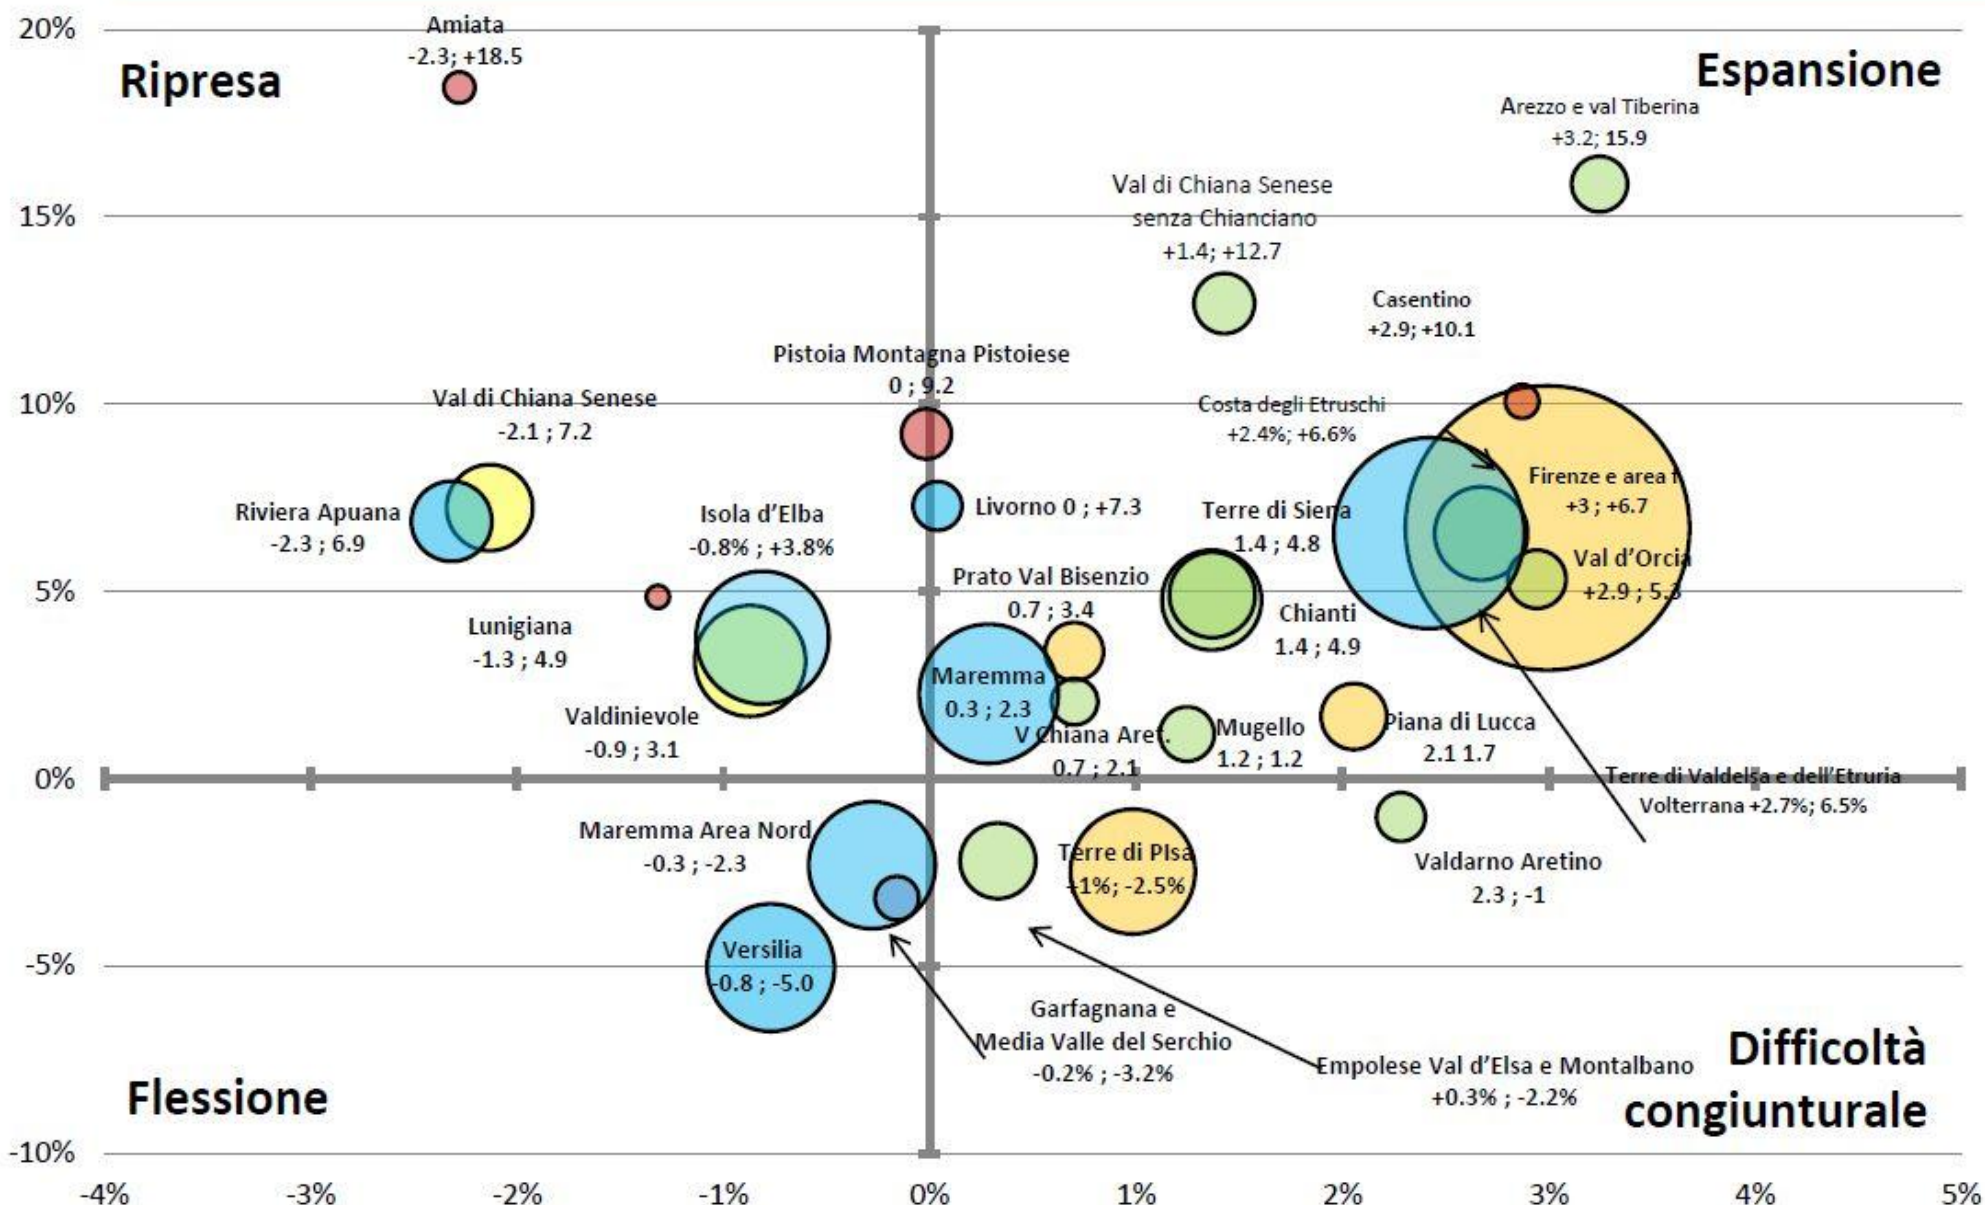 20%
15%
10%
5%
0%
-5%
-10%
-4%
-3%
-2%
-1%
0%
1%
2%
3%
4%
5%
Ripresa
Espansione
Flessione
Difficoltà
congiunturale
Amiata
-2.3; +18.5
Arezzo e val Tiberina
+3.2; 15.9
Val di Chiana Senese
senza Chianciano
+1.4; +12.7
Casentino
+2.9; +10.1
Pistoia Montagna Pistoiese
0 ; 9.2
Val di Chiana Senese
-2.1 ; 7.2
Costa degli Etruschi
+2.4%; +6.6%
Firenze e area f
+3 ; +6.7
Riviera Apuana
-2.3 ; 6.9
Isola d'Elba
-0.8% ; +3.8%
Livorno 0 ; +7.3
Terre di Siena
1.4 ; 4.8
Val d'Orcia
+2.9 ; 5.3
Prato Val Bisenzio
0.7 ; 3.4
Chianti
1.4 ; 4.9
Lunigiana
-1.3 ; 4.9
Maremma
0.3 ; 2.3
Valdinievole
-0.9 ; 3.1
V Chiana Aret.
0.7 ; 2.1
Mugello
1.2 ; 1.2
Piana di Lucca
2.1 1.7
Terre di Valdelsa e dell'Etruria
Volterrana +2.7%; 6.5%
Maremma Area Nord
-0.3 ; -2.3
Terre di PIsa
+1%; -2.5%
Valdarno Aretino
2.3 ; -1
Versilia
-0.8 ; -5.0
Garfagnana e
Media Valle del Serchio
-0.2% ; -3.2%
Empolese Val d'Elsa e Montalbano
+0.3% ; -2.2%